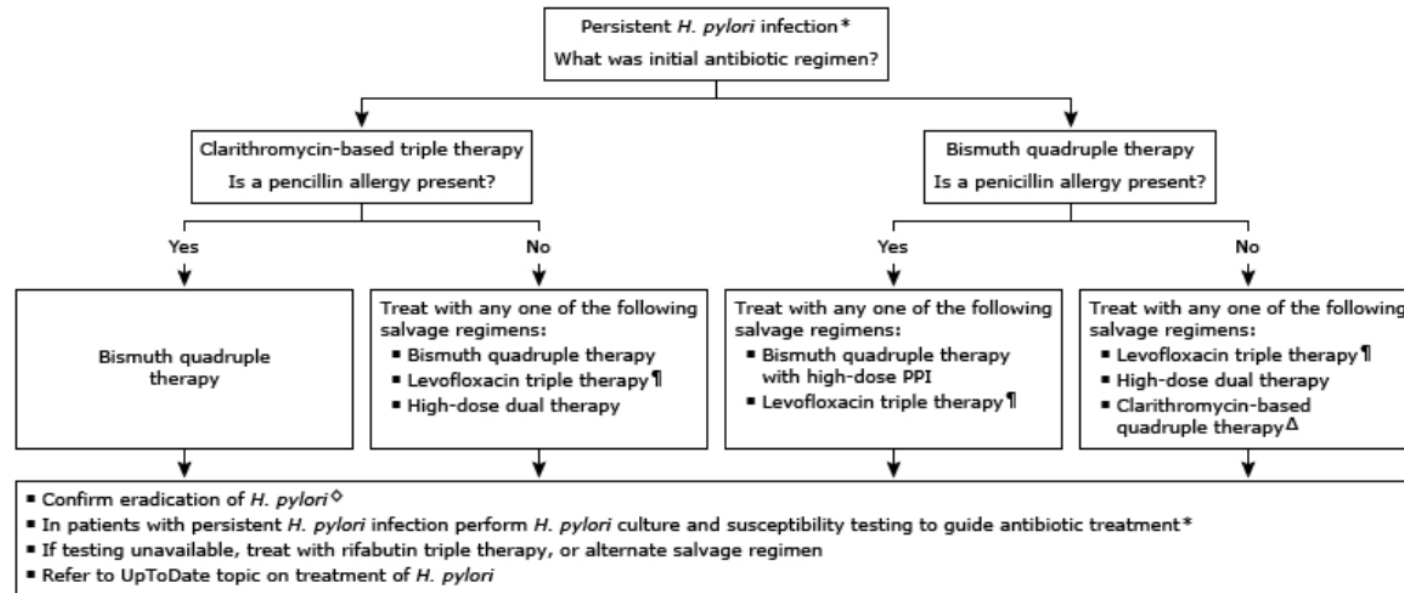 Persistent H. pylori infection*
What was initial antibiotic regimen?
Clarithromycin-based triple therapy
Is a pencillin allergy present?
Bismuth quadruple therapy
Is a penicillin allergy present?
Yes
No
Yes
No
Bismuth quadruple
therapy
Treat with any one of the following
salvage regimens:
▪ Bismuth quadruple therapy
▪ Levofloxacin triple therapy¶
▪ High-dose dual therapy
Treat with any one of the following
salvage regimens:
▪ Bismuth quadruple therapy
with high-dose PPI
▪ Levofloxacin triple therapy¶
Treat with any one of the following
salvage regimens:
▪ Levofloxacin triple therapy¶
▪ High-dose dual therapy
▪ Clarithromycin-based
quadruple therapyΔ
▪ Confirm eradication of H. pylori◊
▪ In patients with persistent H. pylori infection perform H. pylori culture and susceptibility testing to guide antibiotic treatment*
▪ If testing unavailable, treat with rifabutin triple therapy, or alternate salvage regimen
▪ Refer to UpToDate topic on treatment of H. pylori